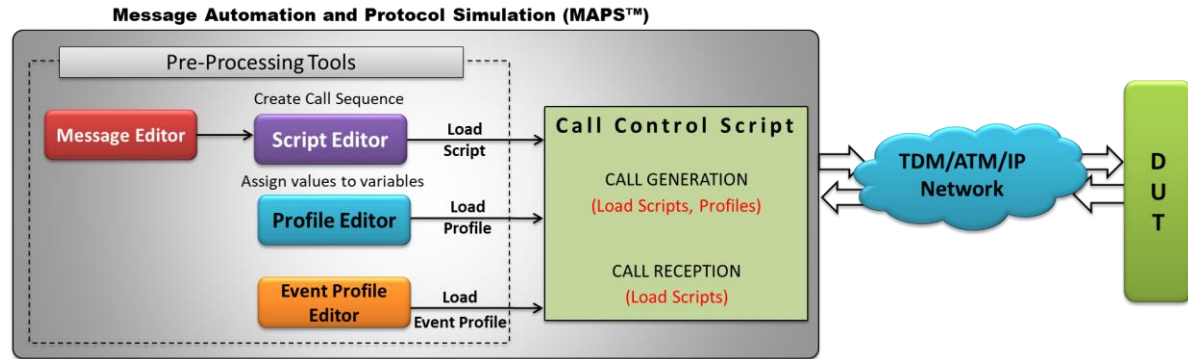 Message Automation and Protocol Simulation (MAPS™)
Pre-Processing Tools
Create Call Sequence
Message Editor
Script Editor
Load
Script
Assign values to variables
Profile Editor
Load
Profile
Event Profile
Editor
Load
Event Profile
Call Control Script
CALL GENERATION
(Load Scripts, Profiles)
CALL RECEPTION
(Load Scripts)
TDM/ATM/IP
Network
D
U
T